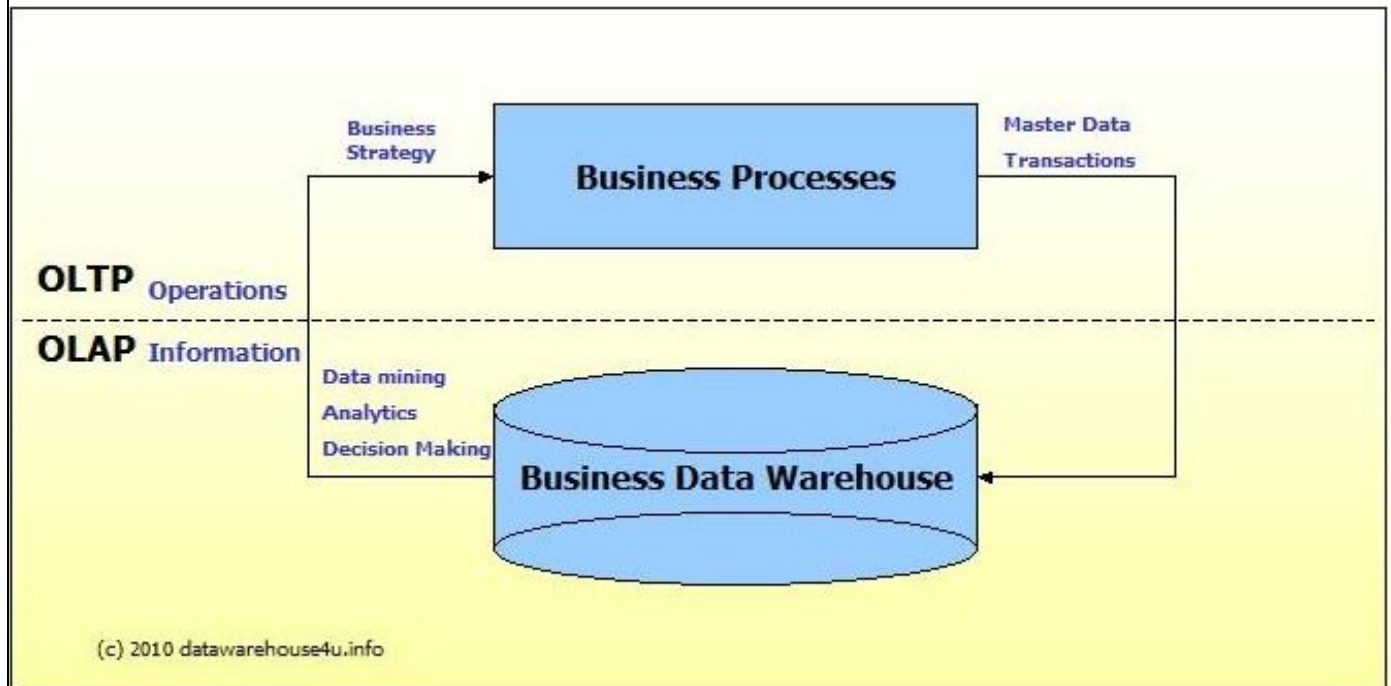 Business
Strategy
Business Processes
Master Data
Transactions
OLTP Operations
OLAP Information
Data mining
Analytics
Decision Making
Business Data Warehouse
(c) 2010 datawarehouse4u.info